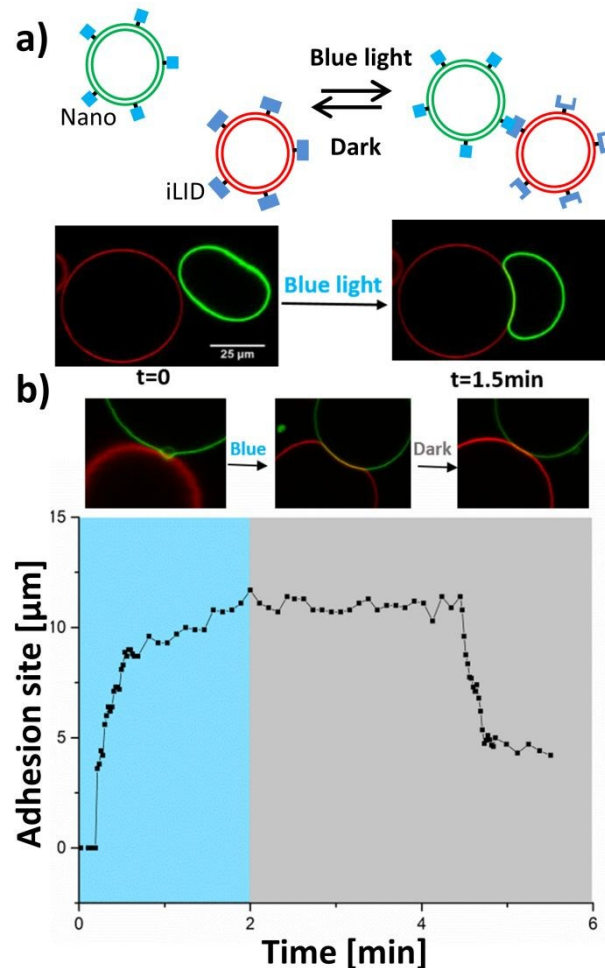 a)
Blue light
Nano
Dark
iLID
Blue light
25 µm
t=0
t=1.5min
b)
Blue
Dark
15
10
5
0
Adhesion site [µm]
0
2
4
6
Time [min]